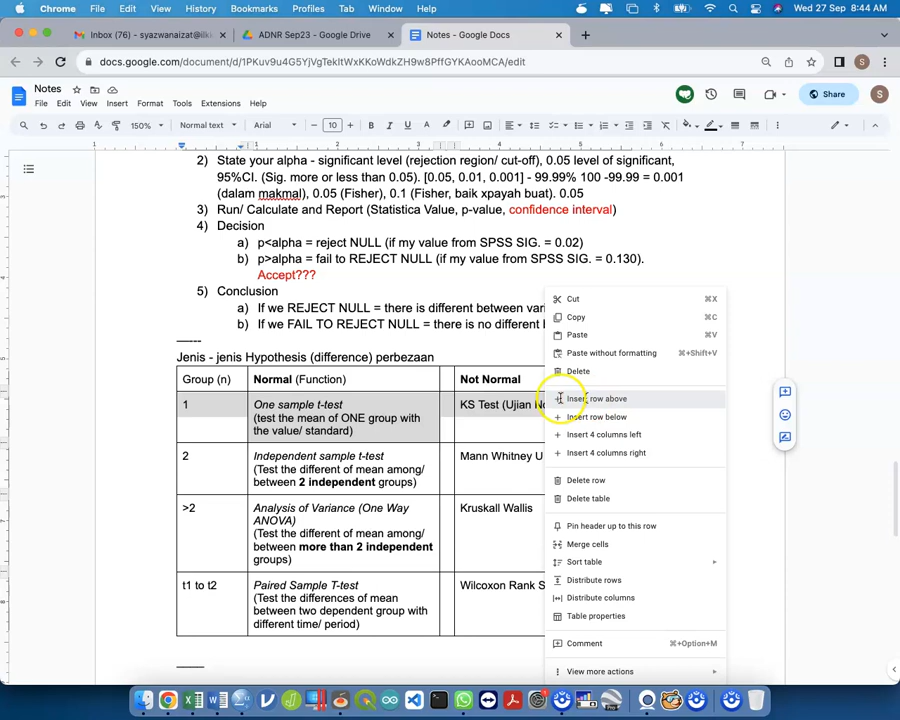 Chrome File Edit View History Bookmarks Profiles Tab Window Help Wed 27 Sep 8:44 AM
Inbox (76) - syazwanaizat@ilk ADNR Sep23 - Google Drive Notes - Google Docs
docs.google.com/document/d/1PKuv9u4G5YjVgTekltWxKKoWdkZH9w8PffGYKAooMCA/edit
Notes
File Edit View Insert Format Tools Extensions Help
Share
S
150% Normal text Arial 10
2) State your alpha - significant level (rejection region/ cut-off), 0.05 level of significant,
95%CI. (Sig. more or less than 0.05). [0.05, 0.01, 0.001] - 99.99% 100 -99.99 = 0.001
(dalam makmal), 0.05 (Fisher), 0.1 (Fisher, baik xpayah buat). 0.05
3) Run/ Calculate and Report (Statistica Value, p-value, confidence interval)
4) Decision
a) p<alpha = reject NULL (if my value from SPSS SIG. = 0.02)
b) p>alpha = fail to REJECT NULL (if my value from SPSS SIG. = 0.130).
Accept???
5) Conclusion
a) If we REJECT NULL = there is different between var
b) If we FAIL TO REJECT NULL = there is no different b
-----
Jenis - jenis Hypothesis (difference) perbezaan
Group (n) Normal (Function) Not Normal
1 One sample t-test KS Test (Ujian No
(test the mean of ONE group with
the value/ standard)
2 Independent sample t-test Mann Whitney U
(Test the different of mean among/
between 2 independent groups)
>2 Analysis of Variance (One Way Kruskall Wallis
ANOVA)
(Test the different of mean among/
between more than 2 independent
groups)
t1 to t2 Paired Sample T-test Wilcoxon Rank S
(Test the differences of mean
between two dependent group with
different time/ period)
Cut ⌘X
Copy ⌘C
Paste ⌘V
Paste without formatting ⌘+Shift+V
Delete
Insert row above
Insert row below
Insert 4 columns left
Insert 4 columns right
Delete row
Delete table
Pin header up to this row
Merge cells
Sort table
Distribute rows
Distribute columns
Table properties
Comment ⌘+Option+M
View more actions